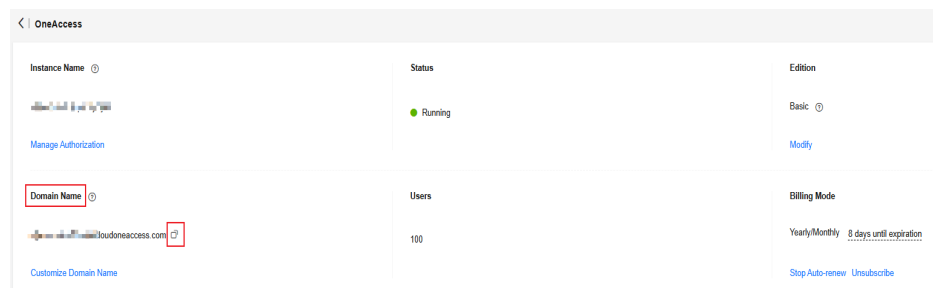 OneAccess
Instance Name
Status
Edition
Running
Basic
Manage Authorization
Modify
Domain Name
Users
Billing Mode
loudoneaccess.com
100
Yearly/Monthly 8 days until expiration
Customize Domain Name
Stop Auto-renew Unsubscribe